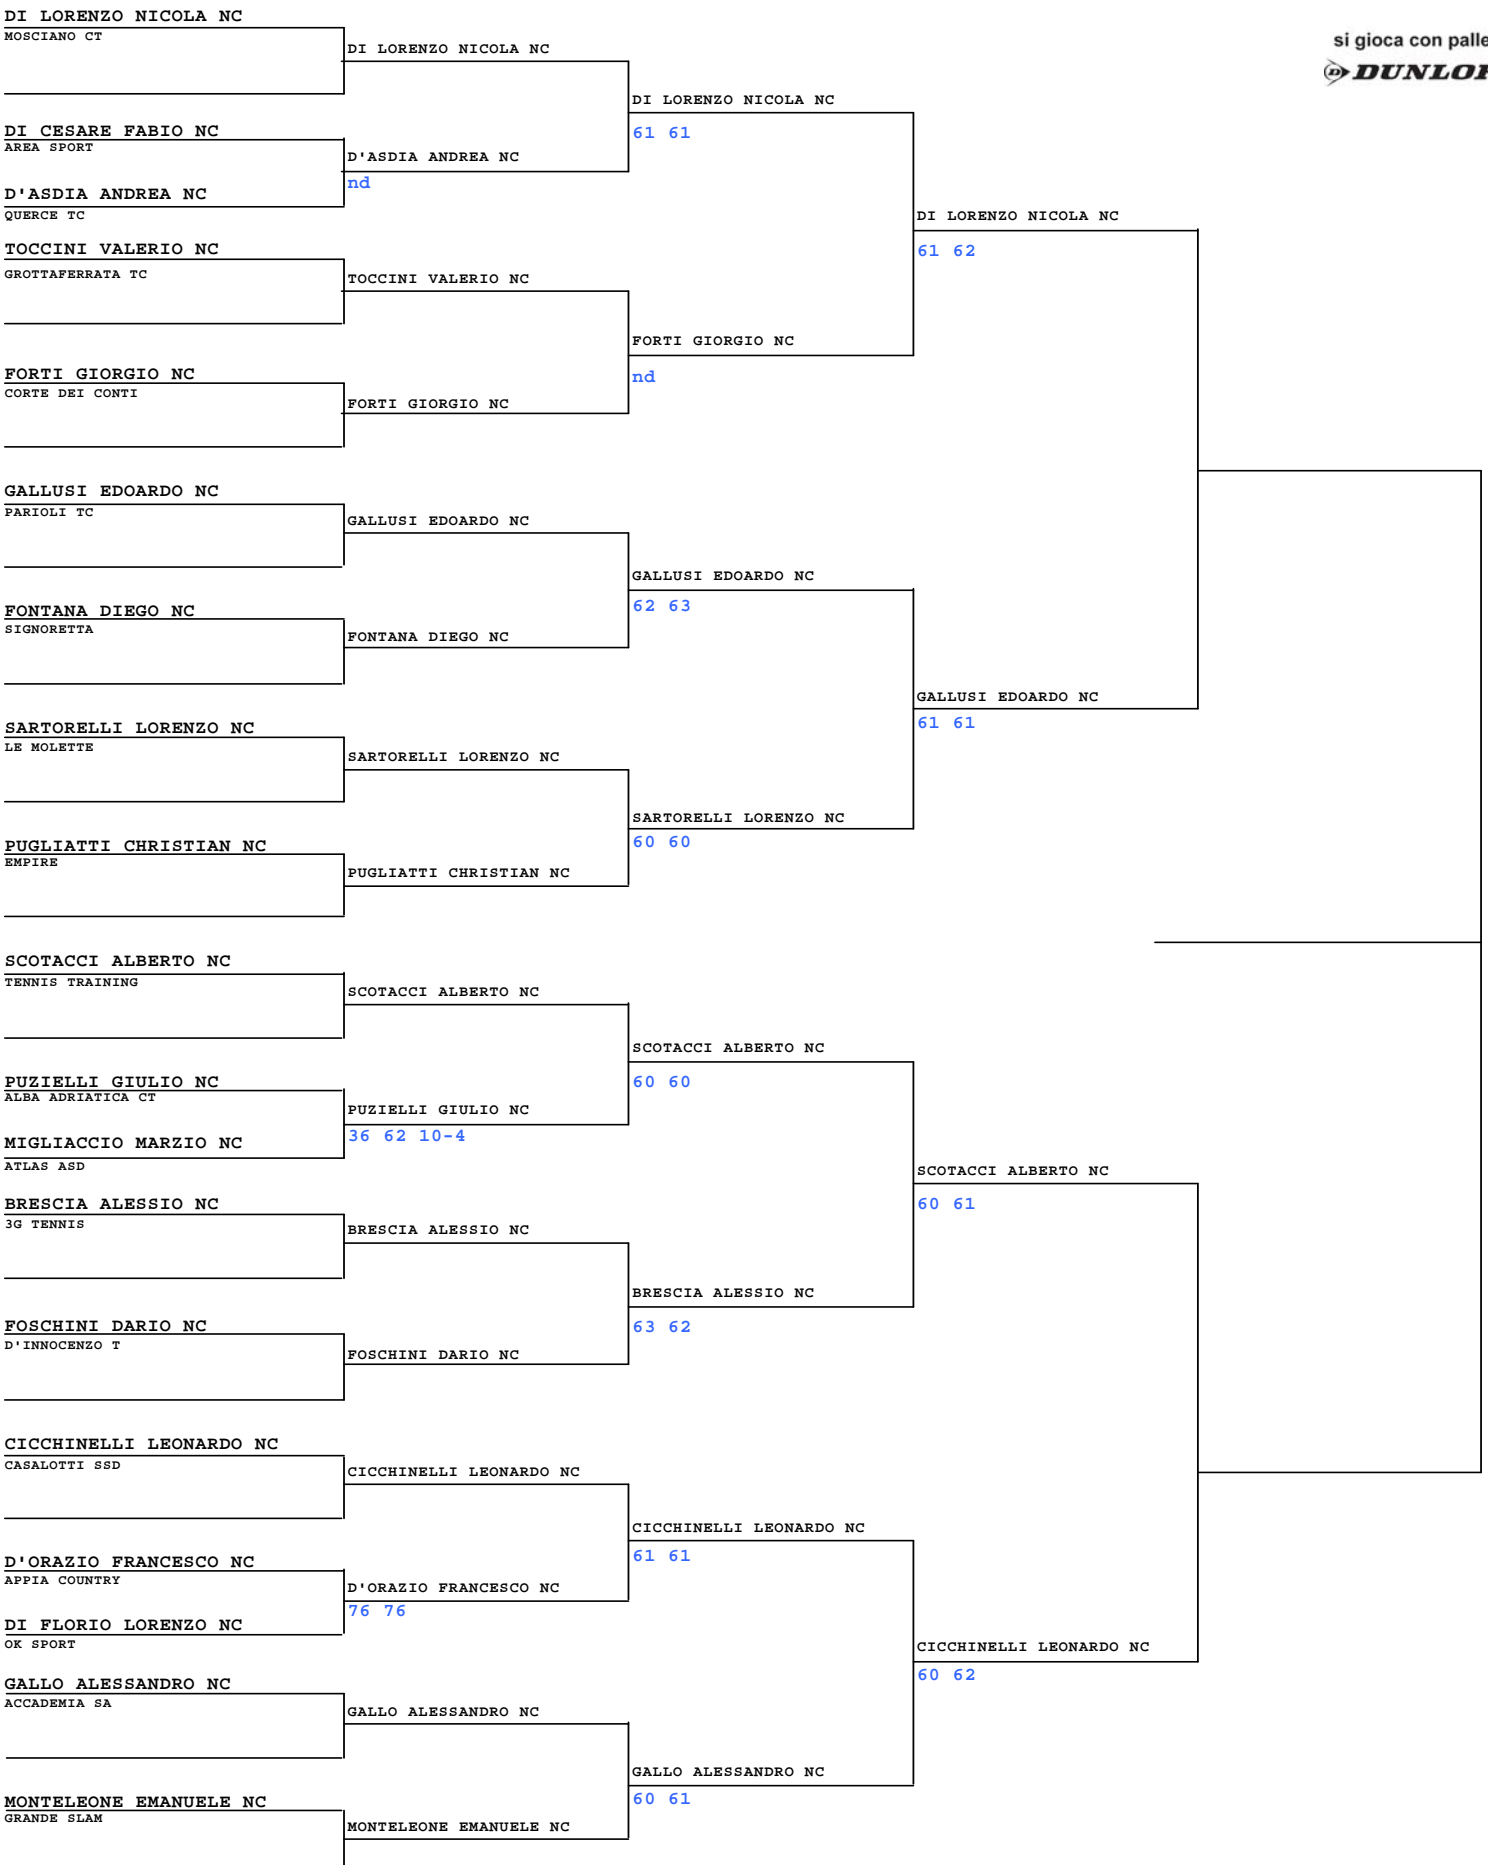 DI LORENZO NICOLA NC
MOSCIANO CT
DI LORENZO NICOLA NC
si gioca con palle
DUNLOP
DI LORENZO NICOLA NC
61 61
DI CESARE FABIO NC
AREA SPORT
D'ASDIA ANDREA NC
nd
D'ASDIA ANDREA NC
QUERCE TC
DI LORENZO NICOLA NC
61 62
TOCCINI VALERIO NC
GROTTAFERRATA TC
TOCCINI VALERIO NC
FORTI GIORGIO NC
nd
FORTI GIORGIO NC
CORTE DEI CONTI
FORTI GIORGIO NC
GALLUSI EDOARDO NC
PARIOLI TC
GALLUSI EDOARDO NC
GALLUSI EDOARDO NC
62 63
FONTANA DIEGO NC
SIGNORETTA
FONTANA DIEGO NC
GALLUSI EDOARDO NC
61 61
SARTORELLI LORENZO NC
LE MOLETTE
SARTORELLI LORENZO NC
SARTORELLI LORENZO NC
60 60
PUGLIATTI CHRISTIAN NC
EMPIRE
PUGLIATTI CHRISTIAN NC
SCOTACCI ALBERTO NC
TENNIS TRAINING
SCOTACCI ALBERTO NC
SCOTACCI ALBERTO NC
60 60
PUZIELLI GIULIO NC
ALBA ADRIATICA CT
PUZIELLI GIULIO NC
36 62 10-4
MIGLIACCIO MARZIO NC
ATLAS ASD
SCOTACCI ALBERTO NC
60 61
BRESCIA ALESSIO NC
3G TENNIS
BRESCIA ALESSIO NC
BRESCIA ALESSIO NC
63 62
FOSCHINI DARIO NC
D'INNOCENZO T
FOSCHINI DARIO NC
CICCHINELLI LEONARDO NC
CASALOTTI SSD
CICCHINELLI LEONARDO NC
CICCHINELLI LEONARDO NC
61 61
D'ORAZIO FRANCESCO NC
APPIA COUNTRY
D'ORAZIO FRANCESCO NC
76 76
DI FLORIO LORENZO NC
OK SPORT
CICCHINELLI LEONARDO NC
60 62
GALLO ALESSANDRO NC
ACCADEMIA SA
GALLO ALESSANDRO NC
GALLO ALESSANDRO NC
60 61
MONTELEONE EMANUELE NC
GRANDE SLAM
MONTELEONE EMANUELE NC